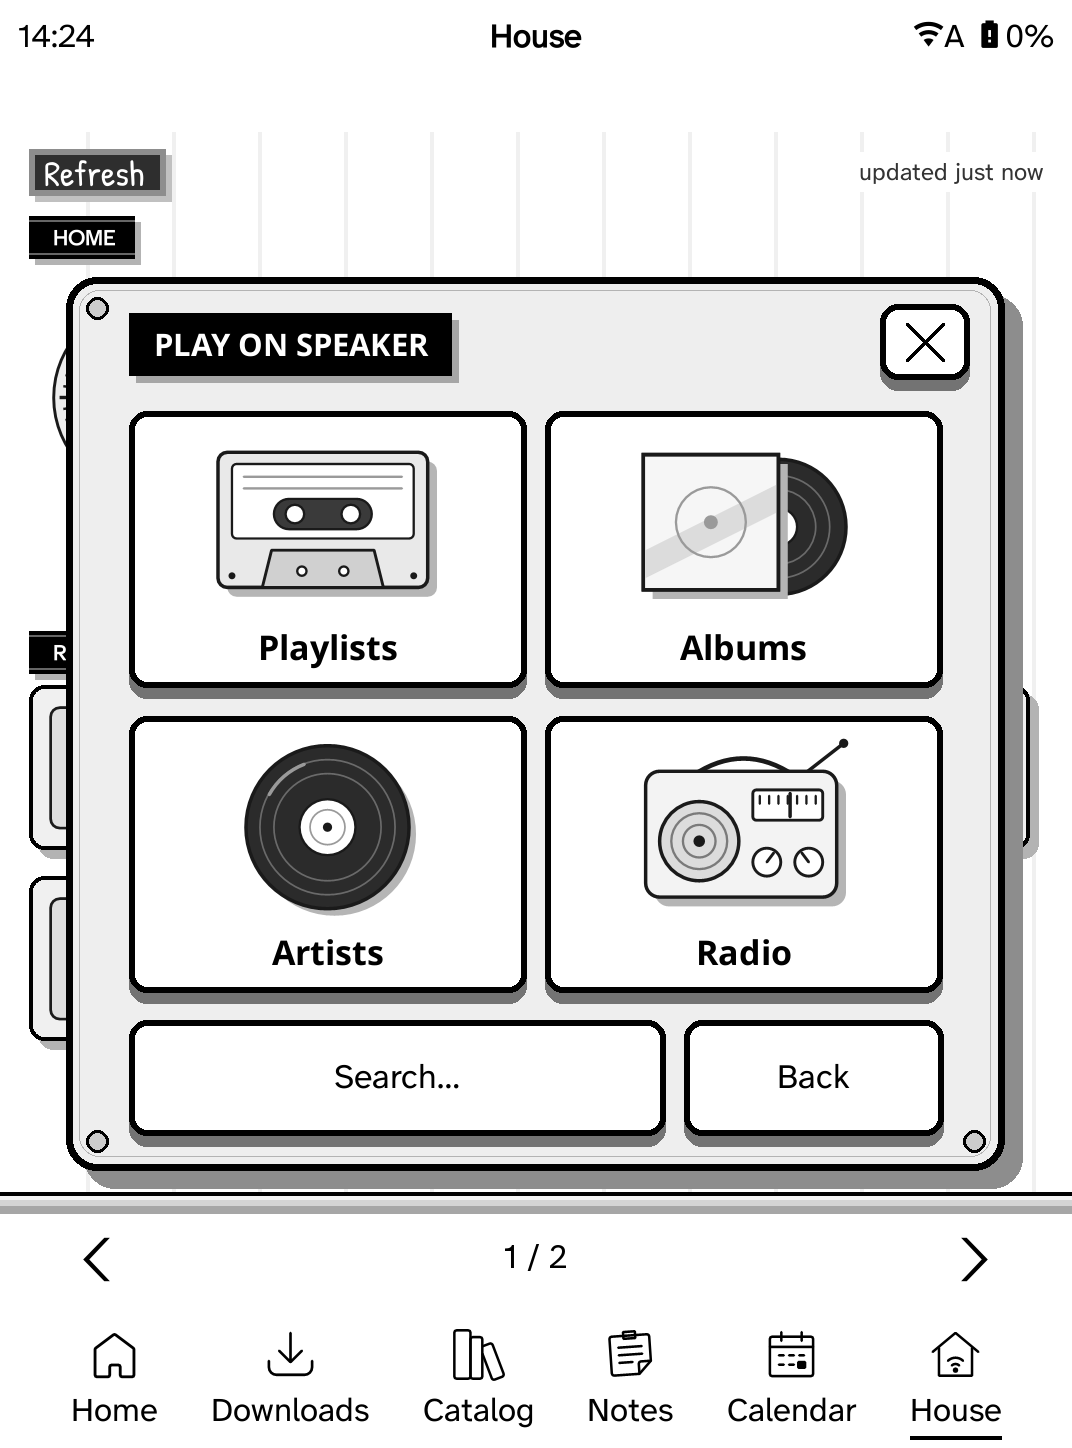 14:24 House A 0%
Refresh updated just now
HOME
PLAY ON SPEAKER
Playlists Albums
R
Artists Radio
Search... Back
1 / 2
Home Downloads Catalog Notes Calendar House